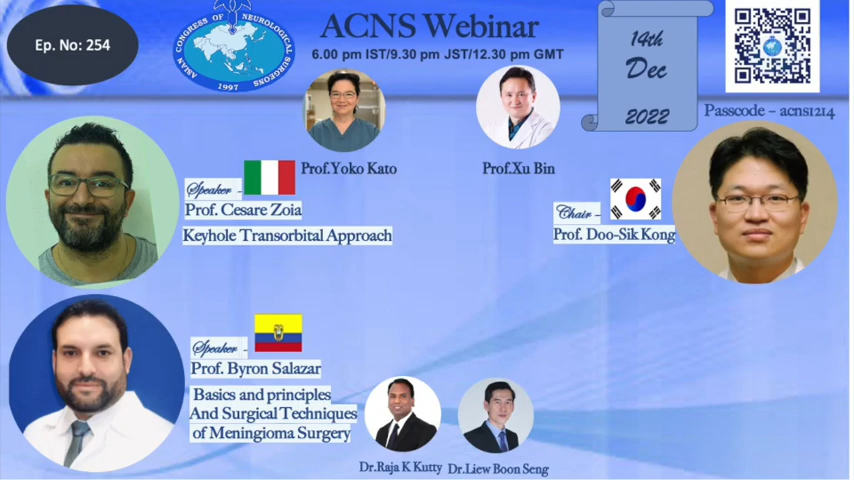 Ep. No: 254
ASIAN CONGRESS OF NEUROLOGICAL SURGEONS
1997
ACNS Webinar
6.00 pm IST/9.30 pm JST/12.30 pm GMT
14th
Dec
2022
Passcode – acns1214
Prof.Yoko Kato
Prof.Xu Bin
Speaker -
Prof. Cesare Zoia
Keyhole Transorbital Approach
Chair -
Prof. Doo-Sik Kong
Speaker -
Prof. Byron Salazar
Basics and principles
And Surgical Techniques
of Meningioma Surgery
Dr.Raja K Kutty
Dr.Liew Boon Seng